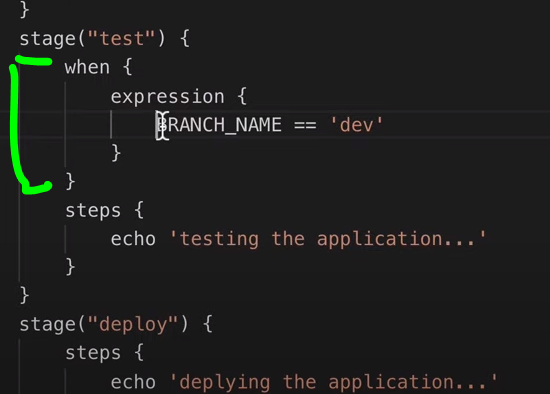 }
stage("test") {
when {
expression {
BRANCH_NAME == 'dev'
}
}
steps {
echo 'testing the application...'
}
}
stage("deploy") {
steps {
echo 'deplying the application...'